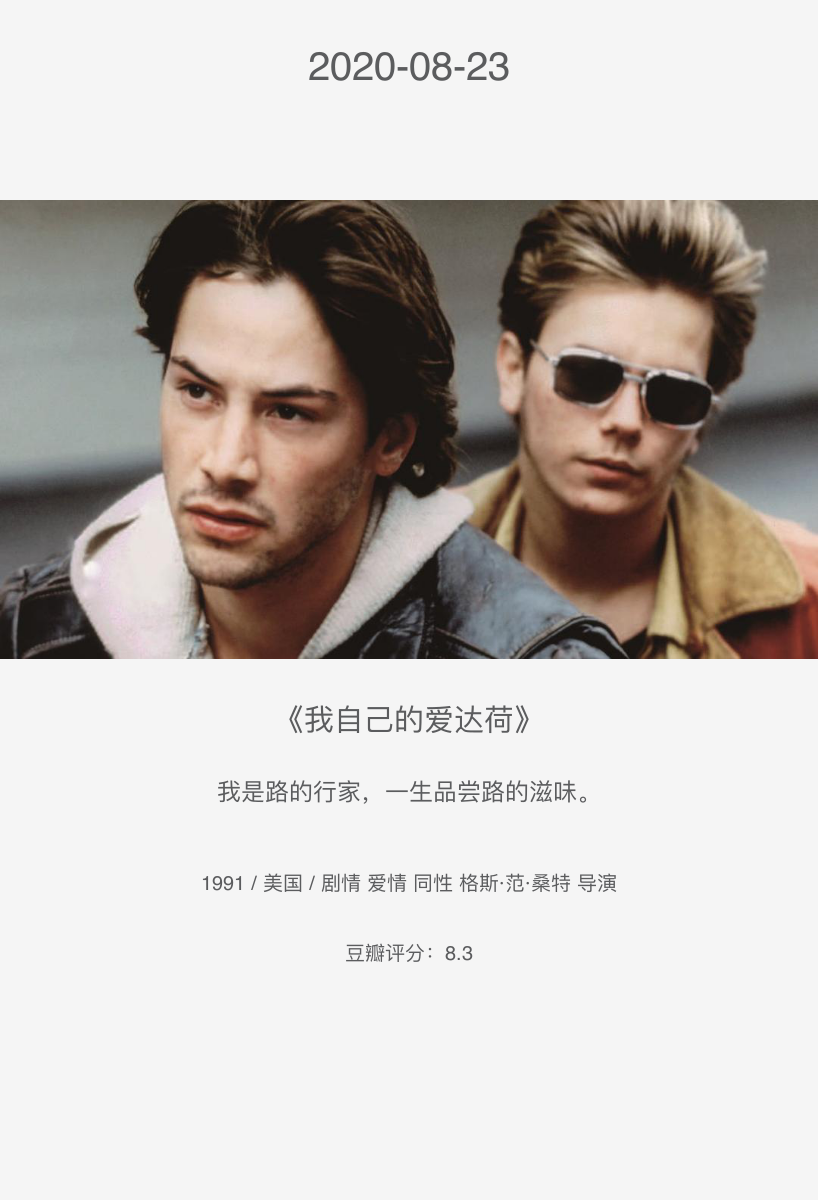 2020-08-23
《我自己的爱达荷》
我是路的行家，一生品尝路的滋味。
1991 / 美国 / 剧情 爱情 同性 格斯·范·桑特 导演
豆瓣评分：8.3